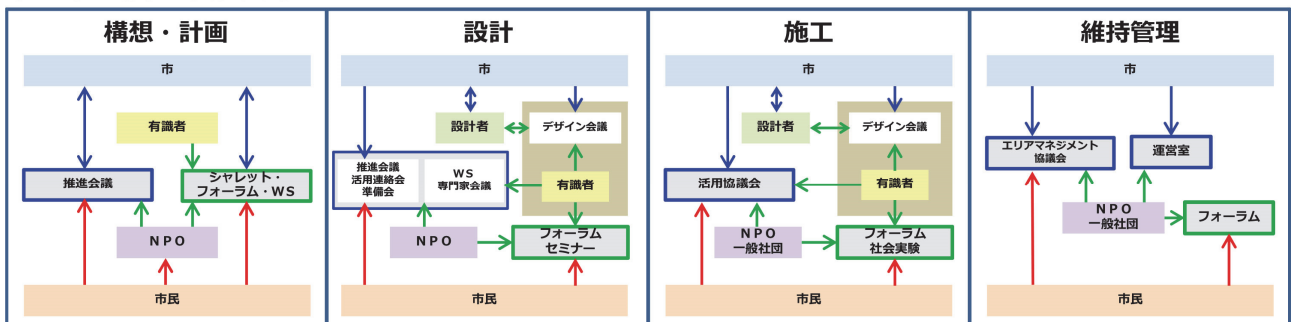 構想・計画
市
有識者
推進会議
シャレット・
フォーラム・WS
NPO
市民
設計
市
設計者
デザイン会議
推進会議
活用連絡会
準備会
WS
専門家会議
有識者
NPO
フォーラム
セミナー
市民
施工
市
設計者
デザイン会議
活用協議会
有識者
NPO
一般社団
フォーラム
社会実験
市民
維持管理
市
エリアマネジメント
協議会
運営室
NPO
一般社団
フォーラム
市民